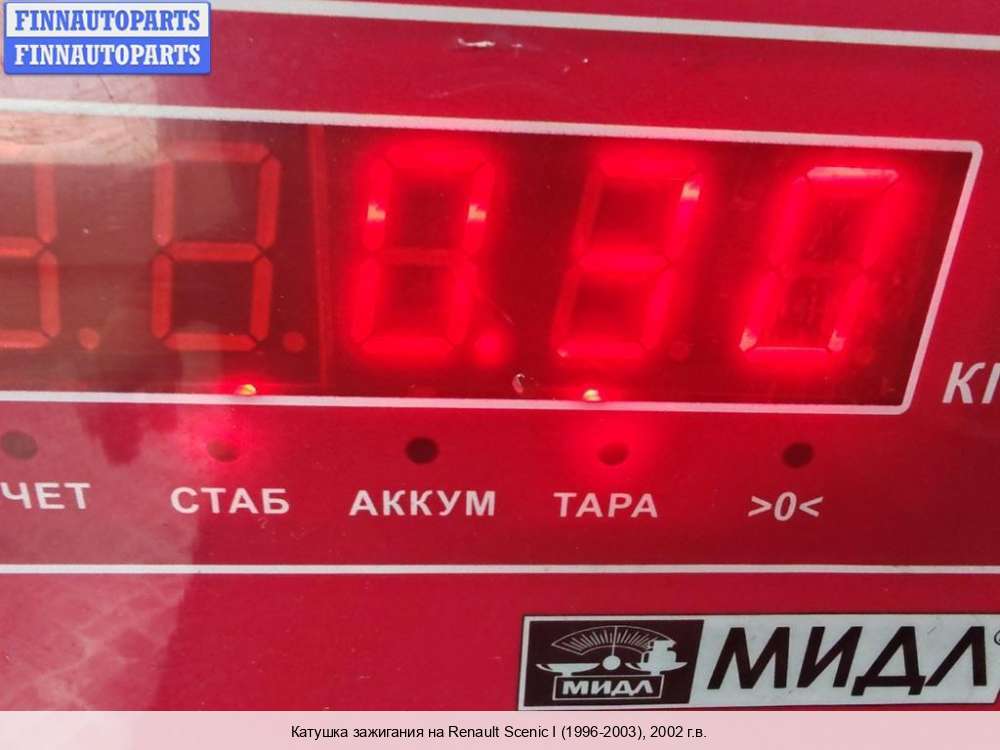 FINNAUTOPARTS
FINNAUTOPARTS
ЧЕТ СТАБ АККУМ ТАРА >0<
МИДЛ МИДЛ
Катушка зажигания на Renault Scenic I (1996-2003), 2002 г.в.